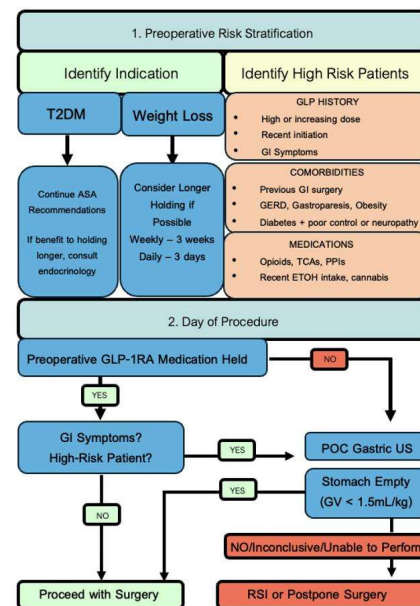 1. Preoperative Risk Stratification
Identify Indication
Identify High Risk Patients
T2DM
Weight Loss
Continue ASA
Recommendations
If benefit to holding
longer, consult
endocrinology
Consider Longer
Holding if
Possible
Weekly – 3 weeks
Daily – 3 days
GLP HISTORY
• High or increasing dose
• Recent initiation
• GI Symptoms
COMORBIDITIES
• Previous GI surgery
• GERD, Gastroparesis, Obesity
• Diabetes + poor control or neuropathy
MEDICATIONS
• Opioids, TCAs, PPIs
• Recent ETOH intake, cannabis
2. Day of Procedure
Preoperative GLP-1RA Medication Held
NO
YES
GI Symptoms?
High-Risk Patient?
YES
POC Gastric US
Stomach Empty
(GV < 1.5mL/kg)
YES
NO
NO/Inconclusive/Unable to Perform
Proceed with Surgery
RSI or Postpone Surgery